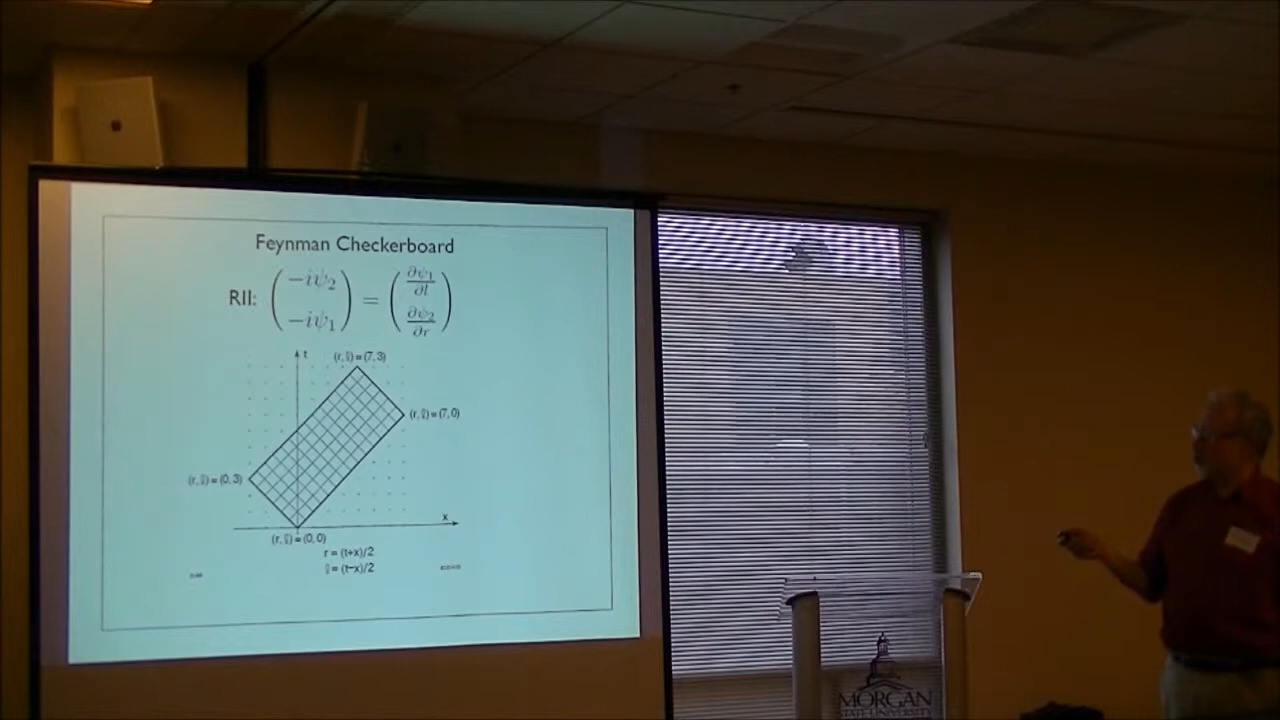 Feynman Checkerboard
RII: (−iψ₂ −iψ₁) = (∂ψ₁/∂l ∂ψ₂/∂r)
t
(r, ℓ) = (7, 3)
(r, ℓ) = (7, 0)
(r, ℓ) = (0, 3)
x
(r, ℓ) = (0, 0)
r = (t+x)/2
ℓ = (t−x)/2
MORGAN
STATE UNIVERSITY